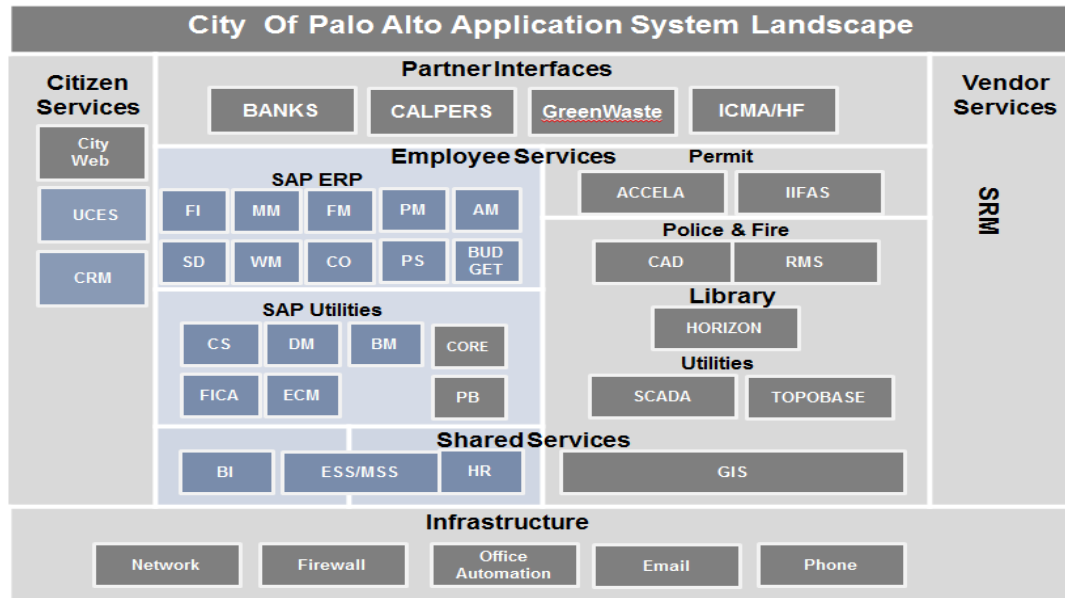 City Of Palo Alto Application System Landscape
Citizen
Services
City
Web
UCES
CRM
Partner Interfaces
BANKS
CALPERS
GreenWaste
ICMA/HF
Vendor
Services
SRM
Employee Services
SAP ERP
FI
MM
FM
PM
AM
SD
WM
CO
PS
BUD
GET
Permit
ACCELA
IIFAS
Police & Fire
CAD
RMS
Library
HORIZON
Utilities
SCADA
TOPOBASE
SAP Utilities
CS
DM
BM
CORE
FICA
ECM
PB
Shared Services
BI
ESS/MSS
HR
GIS
Infrastructure
Network
Firewall
Office
Automation
Email
Phone